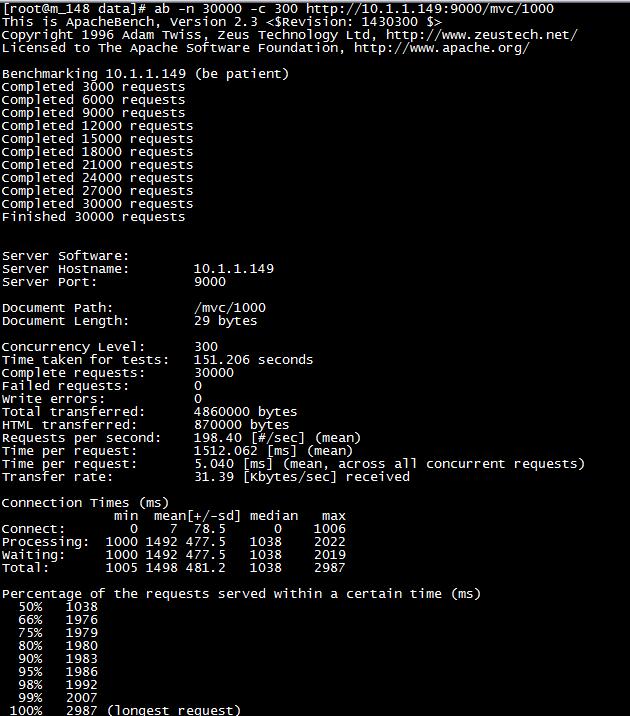 [root@m_148 data]# ab -n 30000 -c 300 http://10.1.1.149:9000/mvc/1000
This is ApacheBench, Version 2.3 <$Revision: 1430300 $>
Copyright 1996 Adam Twiss, Zeus Technology Ltd, http://www.zeustech.net/
Licensed to The Apache Software Foundation, http://www.apache.org/

Benchmarking 10.1.1.149 (be patient)
Completed 3000 requests
Completed 6000 requests
Completed 9000 requests
Completed 12000 requests
Completed 15000 requests
Completed 18000 requests
Completed 21000 requests
Completed 24000 requests
Completed 27000 requests
Completed 30000 requests
Finished 30000 requests

Server Software:
Server Hostname:        10.1.1.149
Server Port:            9000

Document Path:          /mvc/1000
Document Length:        29 bytes

Concurrency Level:      300
Time taken for tests:   151.206 seconds
Complete requests:      30000
Failed requests:        0
Write errors:           0
Total transferred:      4860000 bytes
HTML transferred:       870000 bytes
Requests per second:    198.40 [#/sec] (mean)
Time per request:       1512.062 [ms] (mean)
Time per request:       5.040 [ms] (mean, across all concurrent requests)
Transfer rate:          31.39 [Kbytes/sec] received

Connection Times (ms)
              min  mean[+/-sd] median   max
Connect:        0    7  78.5      0    1006
Processing:  1000 1492 477.5   1038    2022
Waiting:     1000 1492 477.5   1038    2019
Total:       1005 1498 481.2   1038    2987

Percentage of the requests served within a certain time (ms)
  50%   1038
  66%   1976
  75%   1979
  80%   1980
  90%   1983
  95%   1986
  98%   1992
  99%   2007
 100%   2987 (longest request)